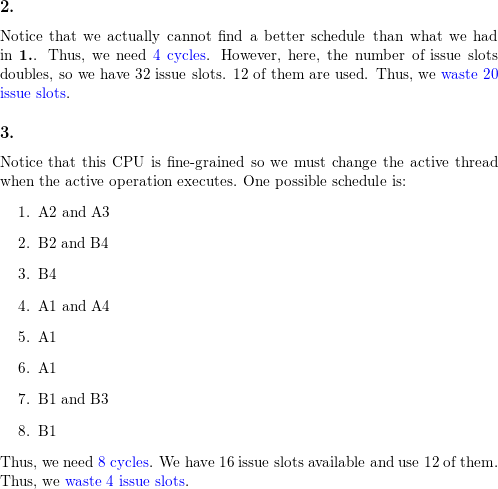 2.
Notice that we actually cannot find a better schedule than what we had
in 1.. Thus, we need 4 cycles. However, here, the number of issue slots
doubles, so we have 32 issue slots. 12 of them are used. Thus, we waste 20
issue slots.
3.
Notice that this CPU is fine-grained so we must change the active thread
when the active operation executes. One possible schedule is:
1. A2 and A3
2. B2 and B4
3. B4
4. A1 and A4
5. A1
6. A1
7. B1 and B3
8. B1
Thus, we need 8 cycles. We have 16 issue slots available and use 12 of them.
Thus, we waste 4 issue slots.